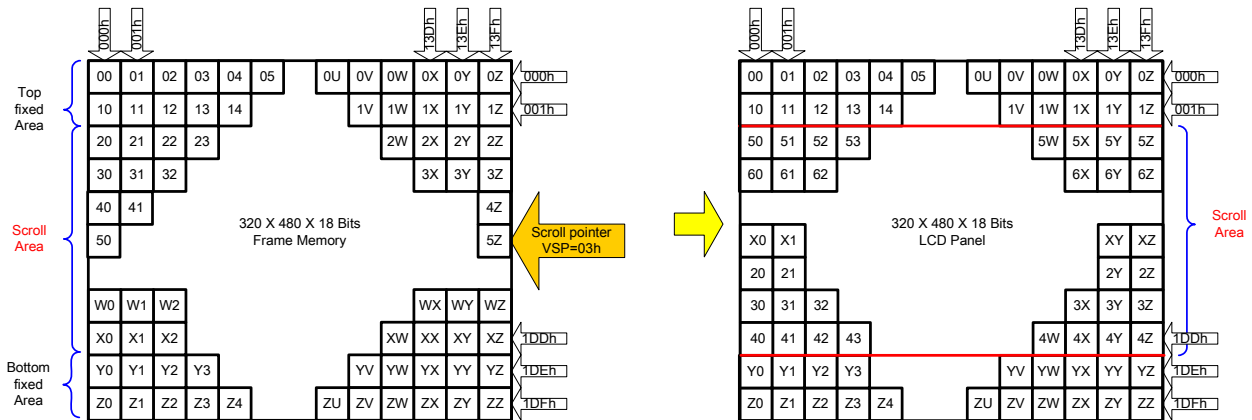 000h 001h 13Dh 13Eh 13Fh
00 01 02 03 04 05 0U 0V 0W 0X 0Y 0Z 000h
10 11 12 13 14 1V 1W 1X 1Y 1Z 001h
20 21 22 23 2W 2X 2Y 2Z
30 31 32 3X 3Y 3Z
40 41 4Z
50 5Z
W0 W1 W2 WX WY WZ
X0 X1 X2 XW XX XY XZ 1DDh
Y0 Y1 Y2 Y3 YV YW YX YY YZ 1DEh
Z0 Z1 Z2 Z3 Z4 ZU ZV ZW ZX ZY ZZ 1DFh
Top
fixed
Area
Scroll
Area
Bottom
fixed
Area
320 X 480 X 18 Bits
Frame Memory
Scroll pointer
VSP=03h
000h 001h 13Dh 13Eh 13Fh
00 01 02 03 04 05 0U 0V 0W 0X 0Y 0Z 000h
10 11 12 13 14 1V 1W 1X 1Y 1Z 001h
50 51 52 53 5W 5X 5Y 5Z
60 61 62 6X 6Y 6Z
X0 X1 XY XZ
20 21 2Y 2Z
30 31 32 3X 3Y 3Z
40 41 42 43 4W 4X 4Y 4Z 1DDh
Y0 Y1 Y2 Y3 YV YW YX YY YZ 1DEh
Z0 Z1 Z2 Z3 Z4 ZU ZV ZW ZX ZY ZZ 1DFh
320 X 480 X 18 Bits
LCD Panel
Scroll
Area